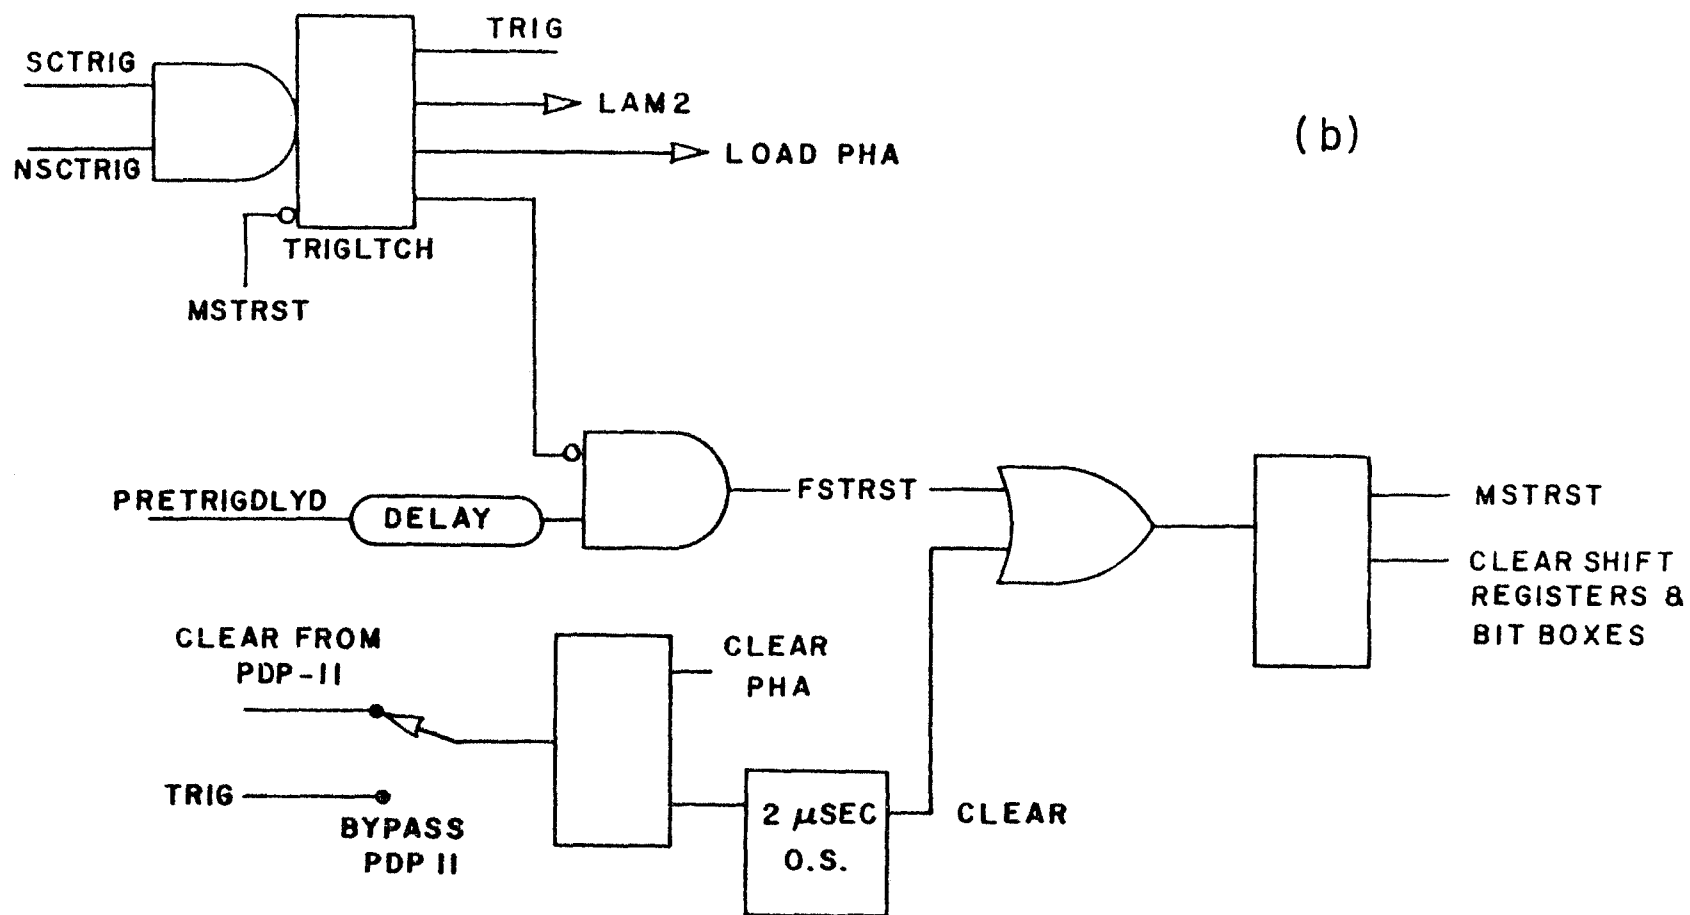 TRIG
SCTRIG
LAM2
(b)
LOAD PHA
NSCTRIG
TRIGLTCH
MSTRST
PRETRIGDLYD
DELAY
FSTRST
MSTRST
CLEAR SHIFT
REGISTERS &
BIT BOXES
CLEAR FROM
PDP-11
CLEAR
PHA
TRIG
BYPASS
PDP 11
2 μSEC
O.S.
CLEAR